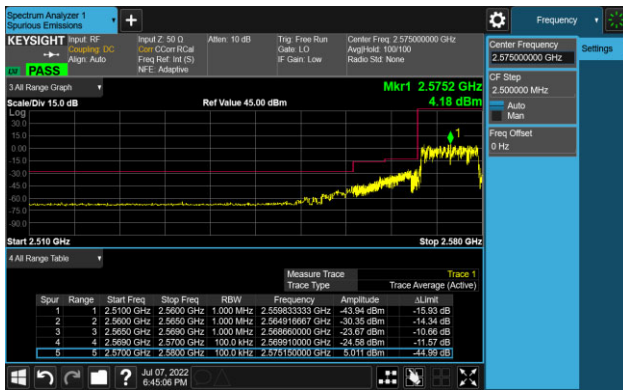 Spectrum Analyzer 1
Spurious Emissions
Frequency
KEYSIGHT
Input: RF
Coupling: DC
Align: Auto
Input Z: 50 Ω
Corr CCorr RCal
Freq Ref: Int (S)
NFE: Adaptive
Atten: 10 dB
Trig: Free Run
Gate: LO
IF Gain: Low
Center Freq: 2.575000000 GHz
Avg|Hold: 100/100
Radio Std: None
PASS
Center Frequency
2.575000000 GHz
Settings
CF Step
2.500000 MHz
Auto
Man
Freq Offset
0 Hz
3 All Range Graph
Mkr1 2.5752 GHz
Scale/Div 15.0 dB
Ref Value 45.00 dBm
4.18 dBm
Log
30.0
15.0
0.00
-15.0
-30.0
-45.0
-60.0
-75.0
-90.0
1
Start 2.510 GHz
Stop 2.580 GHz
4 All Range Table
Measure Trace Trace 1
Trace Type Trace Average (Active)
Spur Range Start Freq Stop Freq RBW Frequency Amplitude ΔLimit
1 1 2.5100 GHz 2.5600 GHz 1.000 MHz 2.559833333 GHz -43.94 dBm -15.93 dB
2 2 2.5600 GHz 2.5650 GHz 1.000 MHz 2.564916667 GHz -30.35 dBm -14.34 dB
3 3 2.5650 GHz 2.5690 GHz 1.000 MHz 2.568660000 GHz -23.67 dBm -10.66 dB
4 4 2.5690 GHz 2.5700 GHz 100.0 kHz 2.569910000 GHz -24.58 dBm -11.57 dB
5 5 2.5700 GHz 2.5800 GHz 100.0 kHz 2.575150000 GHz 5.011 dBm -44.99 dB
Jul 07, 2022
6:45:06 PM